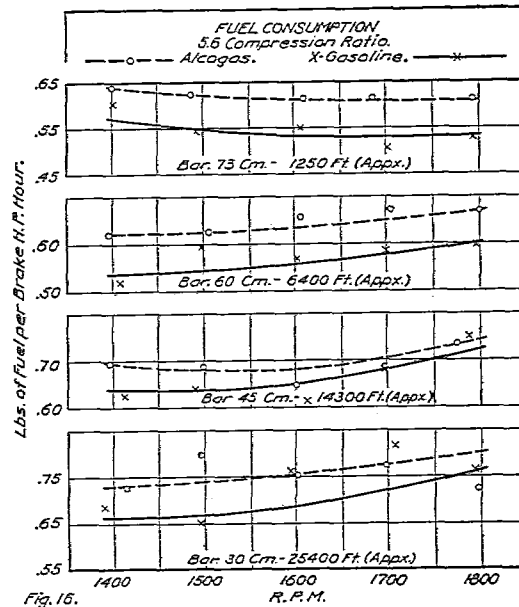 FUEL CONSUMPTION
5.6 Compression Ratio.
Alcogas. X-Gasoline.
Lbs. of Fuel per Brake H.P. Hour.
.65
.55
.45
Bar. 73 Cm.- 1250 Ft. (Appx.)
.60
.50
Bar. 60 Cm.- 6400 Ft. (Appx.)
.70
.60
Bar 45 Cm.- 14300 Ft. (Appx.)
.75
.65
.55
Bar. 30 Cm.- 25400 Ft. (Appx.)
1400 1500 1600 1700 1800
Fig. 16. R.P.M.